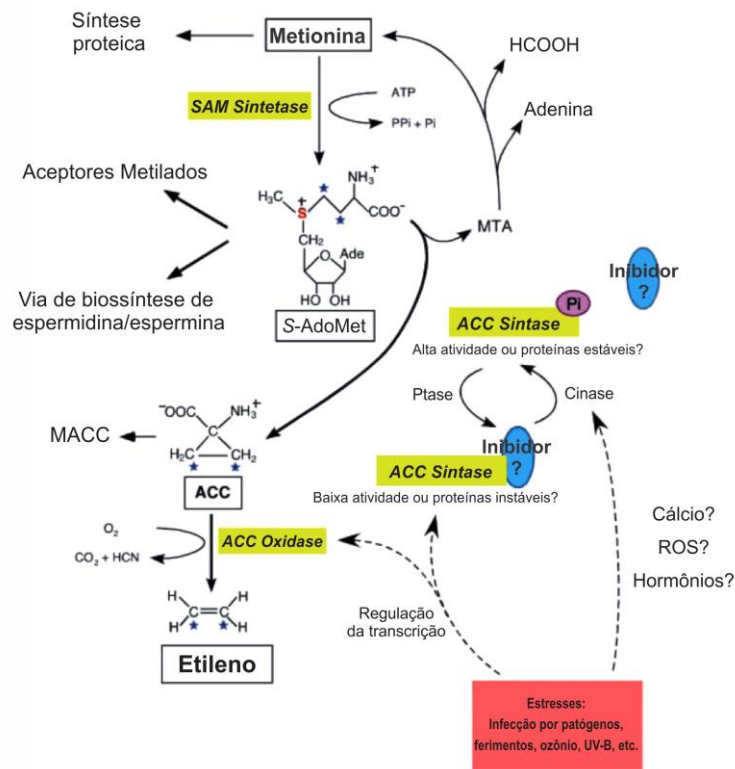 Síntese
proteica
Metionina
HCOOH
SAM Sintetase
ATP
PPi + Pi
Adenina
Aceptores Metilados
H₃C
S
+
NH₃
+
COO⁻
CH₂
O
Ade
HO OH
MTA
Via de biossíntese de
espermidina/espermina
S-AdoMet
Inibidor
?
Pi
ACC Sintase
Alta atividade ou proteínas estáveis?
Ptase
Cinase
⁻OOC
NH₃
+
C
H₂C
CH₂
MACC
ACC
Inibidor
?
ACC Sintase
Baixa atividade ou proteínas instáveis?
O₂
CO₂ + HCN
ACC Oxidase
Cálcio?
ROS?
Hormônios?
H
H
C=C
H
H
Regulação
da transcrição
Etileno
Estresses:
Infecção por patógenos,
ferimentos, ozônio, UV-B, etc.